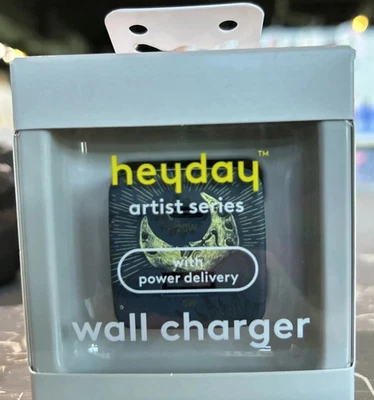 heyday™
artist series
with
power delivery
wall charger